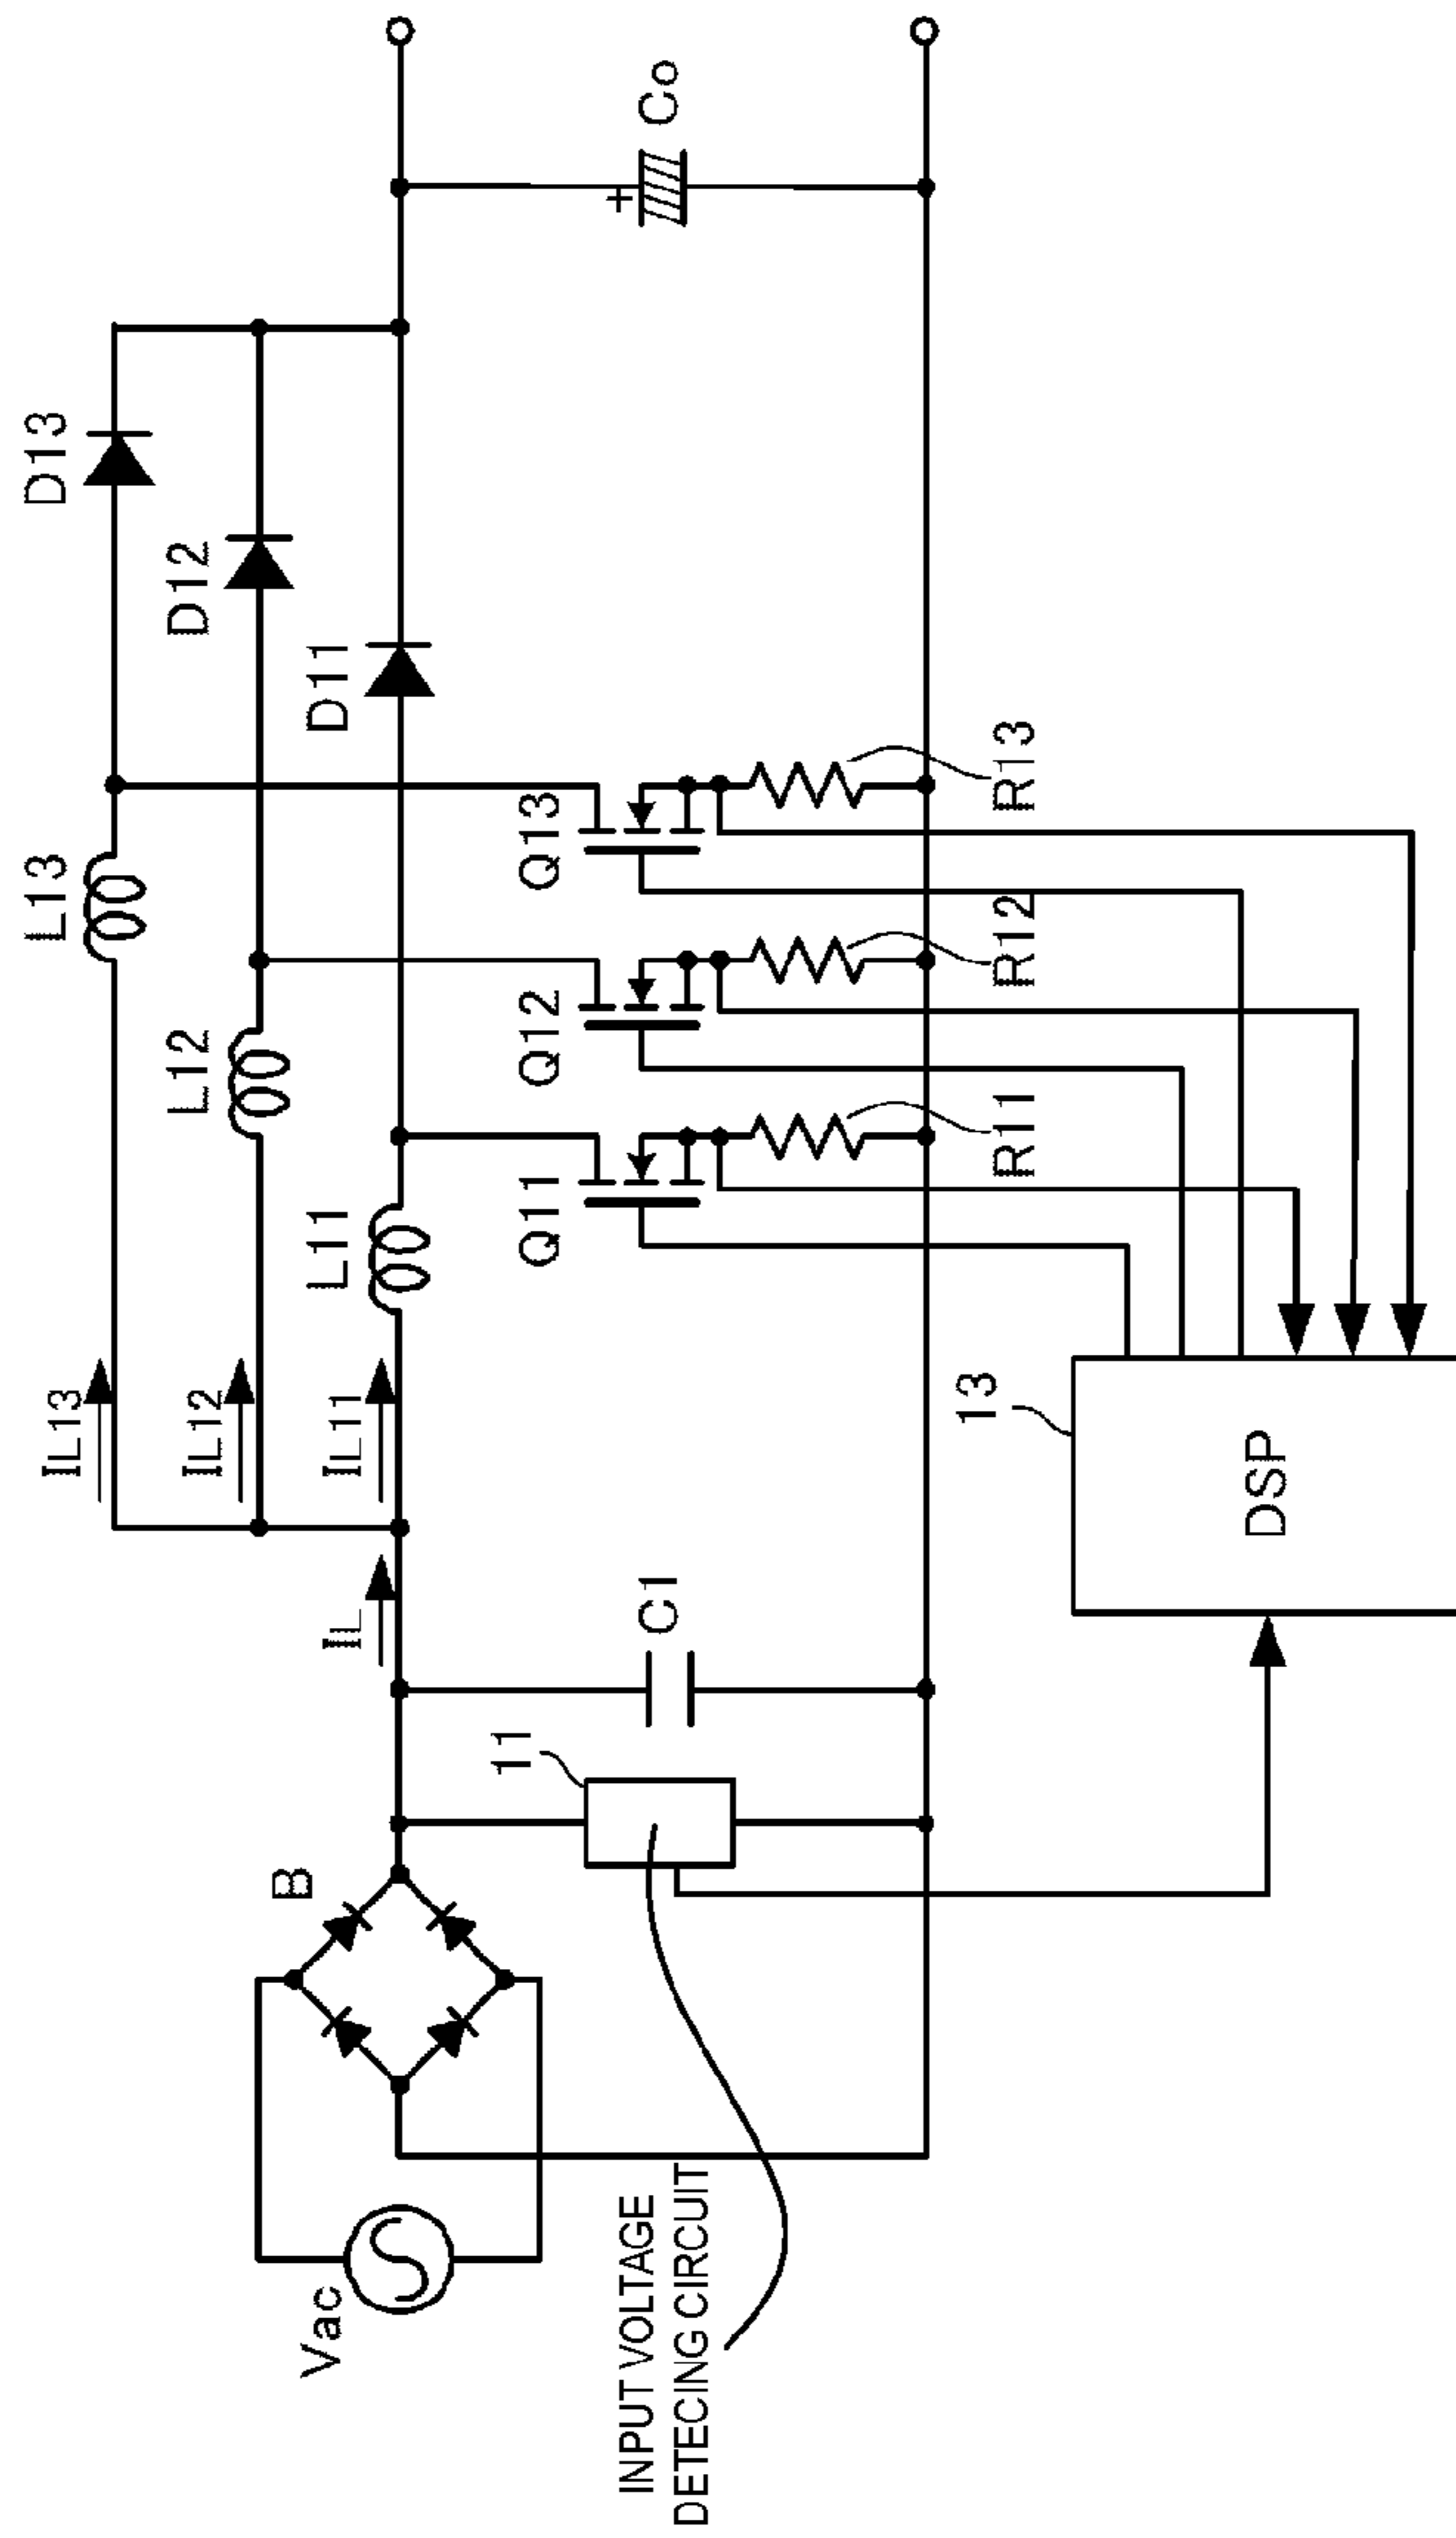 IL13
L13
D13
IL12
L12
D12
IL11
L11
D11
Vac
B
IL
11
C1
Q11
Q12
Q13
Co
+
INPUT VOLTAGE
DETECING CIRCUIT
R11
R12
R13
13
DSP